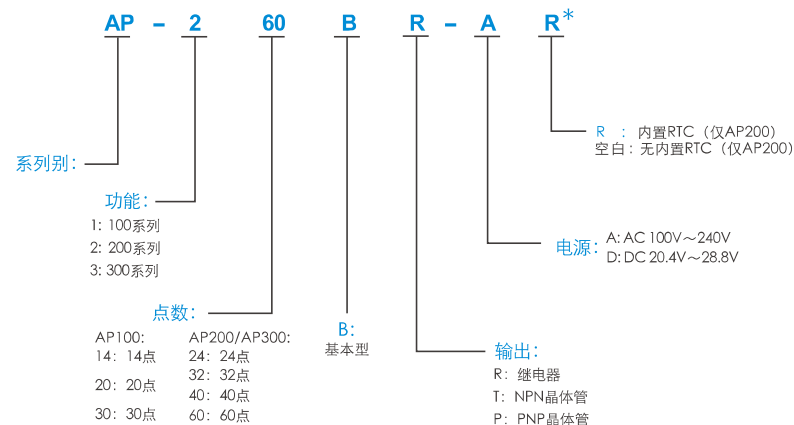 AP - 2 60 B R - A R*
R : 内置RTC（仅AP200）
空白：无内置RTC（仅AP200）
系列别：
功能：
1: 100系列
2: 200系列
3: 300系列
电源：
A: AC 100V～240V
D: DC 20.4V～28.8V
点数：
AP100:
14：14点
20：20点
30：30点
AP200/AP300:
24：24点
32：32点
40：40点
60：60点
B:
基本型
输出：
R：继电器
T：NPN晶体管
P：PNP晶体管